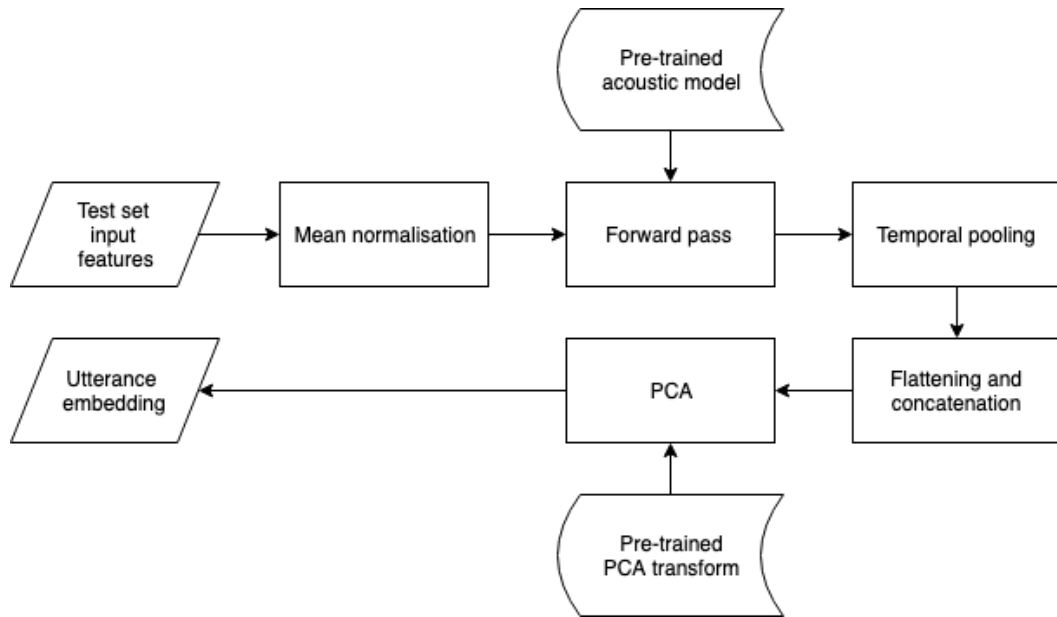 Pre-trained
acoustic model
Test set
input
features
Mean normalisation
Forward pass
Temporal pooling
Utterance
embedding
PCA
Flattening and
concatenation
Pre-trained
PCA transform